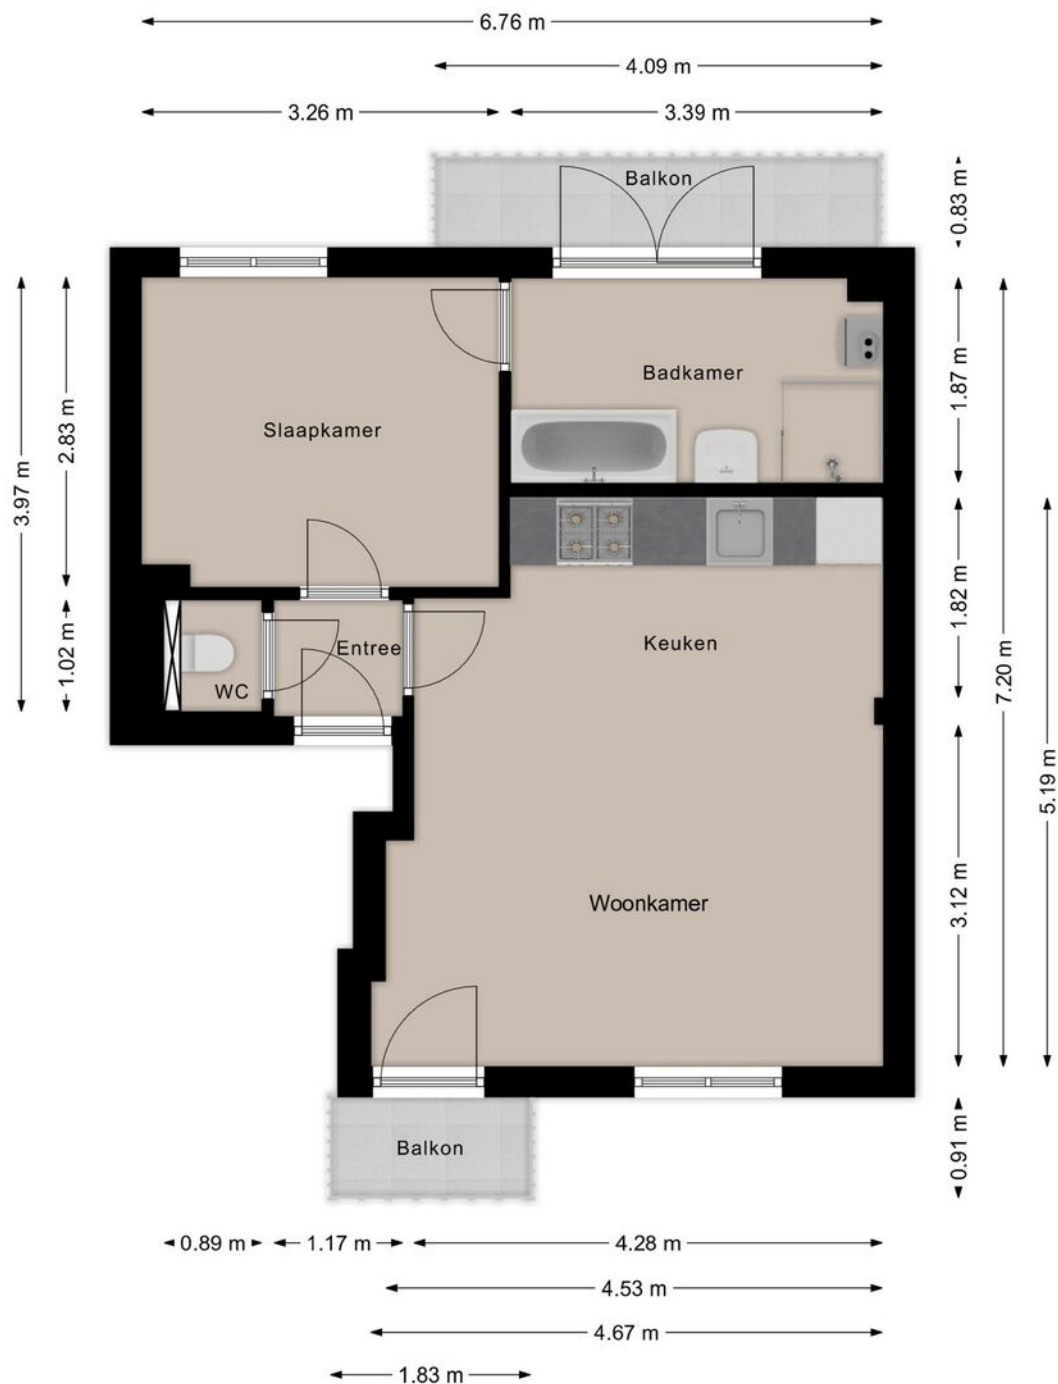 6.76 m
4.09 m
3.26 m
3.39 m
Balkon
0.83 m
Badkamer
1.87 m
Slaapkamer
2.83 m
3.97 m
1.02 m
Entree
WC
Keuken
1.82 m
7.20 m
5.19 m
Woonkamer
3.12 m
Balkon
0.91 m
0.89 m
1.17 m
4.28 m
4.53 m
4.67 m
1.83 m